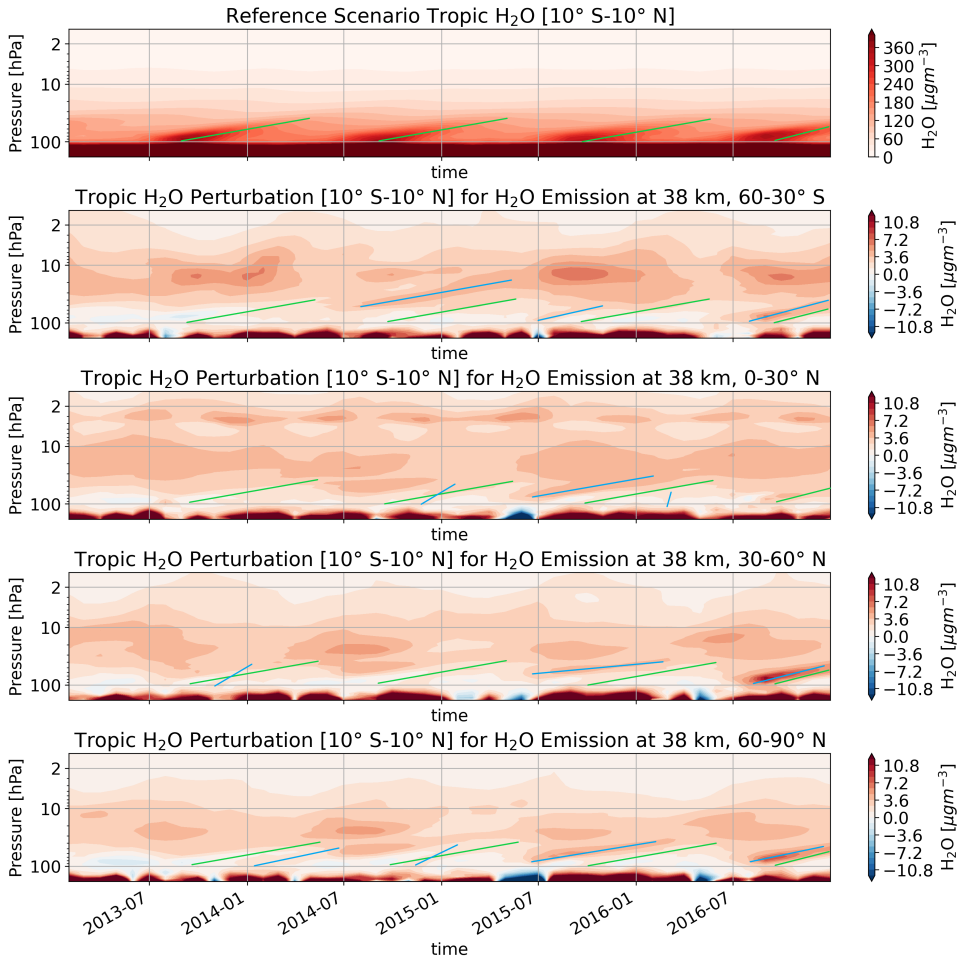 Reference Scenario Tropic H₂O [10° S-10° N]
Pressure [hPa]
2
10
100
time
360
300
240
180
120
60
0
H₂O [μgm⁻³]
Tropic H₂O Perturbation [10° S-10° N] for H₂O Emission at 38 km, 60-30° S
Pressure [hPa]
2
10
100
time
10.8
7.2
3.6
0.0
−3.6
−7.2
−10.8
H₂O [μgm⁻³]
Tropic H₂O Perturbation [10° S-10° N] for H₂O Emission at 38 km, 0-30° N
Pressure [hPa]
2
10
100
time
10.8
7.2
3.6
0.0
−3.6
−7.2
−10.8
H₂O [μgm⁻³]
Tropic H₂O Perturbation [10° S-10° N] for H₂O Emission at 38 km, 30-60° N
Pressure [hPa]
2
10
100
time
10.8
7.2
3.6
0.0
−3.6
−7.2
−10.8
H₂O [μgm⁻³]
Tropic H₂O Perturbation [10° S-10° N] for H₂O Emission at 38 km, 60-90° N
Pressure [hPa]
2
10
100
10.8
7.2
3.6
0.0
−3.6
−7.2
−10.8
H₂O [μgm⁻³]
2013-07
2014-01
2014-07
2015-01
2015-07
2016-01
2016-07
time